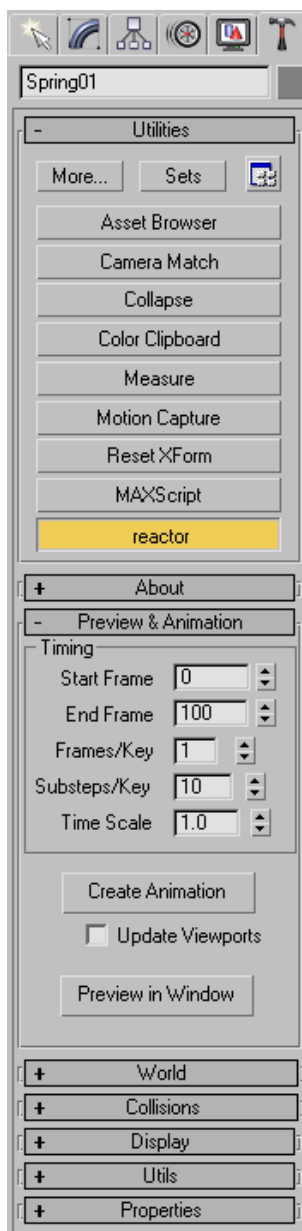 Spring01
- Utilities
More... Sets
Asset Browser
Camera Match
Collapse
Color Clipboard
Measure
Motion Capture
Reset XForm
MAXScript
reactor
+ About
- Preview & Animation
Timing
Start Frame 0
End Frame 100
Frames/Key 1
Substeps/Key 10
Time Scale 1.0
Create Animation
Update Viewports
Preview in Window
+ World
+ Collisions
+ Display
+ Utils
+ Properties